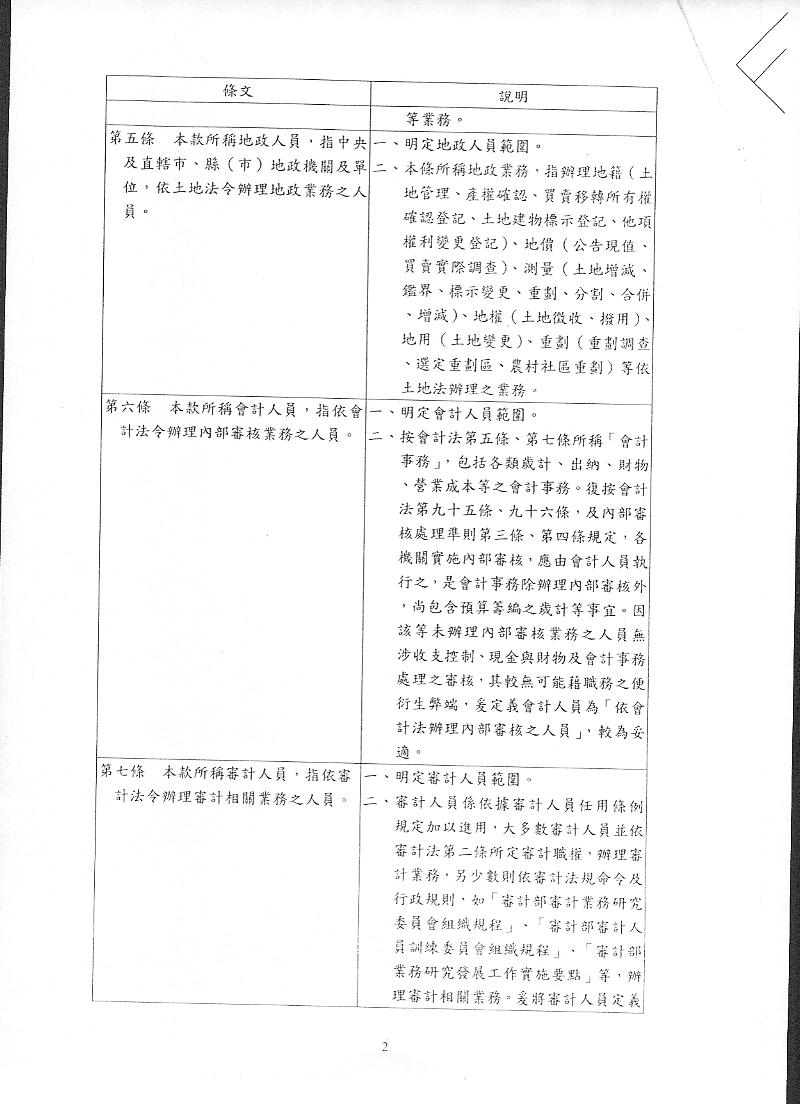 條文
說明
等業務。
第五條　本款所稱地政人員，指中央
及直轄市、縣（市）地政機關及單
位，依土地法令辦理地政業務之人
員。
一、明定地政人員範圍。
二、本條所稱地政業務，指辦理地籍（土
地管理、產權確認、買賣移轉所有權
確認登記、土地建物標示登記、他項
權利變更登記）、地價（公告現值、
買賣實際調查）、測量（土地增減、
鑑界、標示變更、重劃、分割、合併
、增減）、地權（土地徵收、撥用）、
地用（土地變更）、重劃（重劃調查
、選定重劃區、農村社區重劃）等依
土地法辦理之業務。
第六條　本款所稱會計人員，指依會
計法令辦理內部審核業務之人員。
一、明定會計人員範圍。
二、按會計法第五條、第七條所稱「會計
事務」，包括各類歲計、出納、財物
、營業成本等之會計事務。復按會計
法第九十五條、九十六條，及內部審
核處理準則第三條、第四條規定，各
機關實施內部審核，應由會計人員執
行之，是會計事務除辦理內部審核外
，尚包含預算籌編之歲計等事宜。因
該等未辦理內部審核業務之人員無
涉收支控制、現金與財物及會計事務
處理之審核，其較無可能藉職務之便
衍生弊端，爰定義會計人員為「依會
計法辦理內部審核之人員」，較為妥
適。
第七條　本款所稱審計人員，指依審
計法令辦理審計相關業務之人員。
一、明定審計人員範圍。
二、審計人員係依據審計人員任用條例
規定加以進用，大多數審計人員並依
審計法第二條所定審計職權，辦理審
計業務，另少數則依審計法規命令及
行政規則，如「審計部審計業務研究
委員會組織規程」、「審計部審計人
員訓練委員會組織規程」、「審計部
業務研究發展工作實施要點」等，辦
理審計相關業務。爰將審計人員定義
2